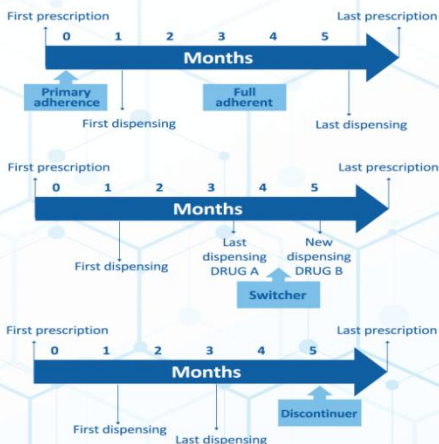 First prescription
Last prescription
0 1 2 3 4 5
Months
Primary
adherence
Full
adherent
First dispensing
Last dispensing
First prescription
Last prescription
0 1 2 3 4 5
Months
First dispensing
Last
dispensing
DRUG A
New
dispensing
DRUG B
Switcher
First prescription
Last prescription
0 1 2 3 4 5
Months
Discontinuer
First dispensing
Last dispensing